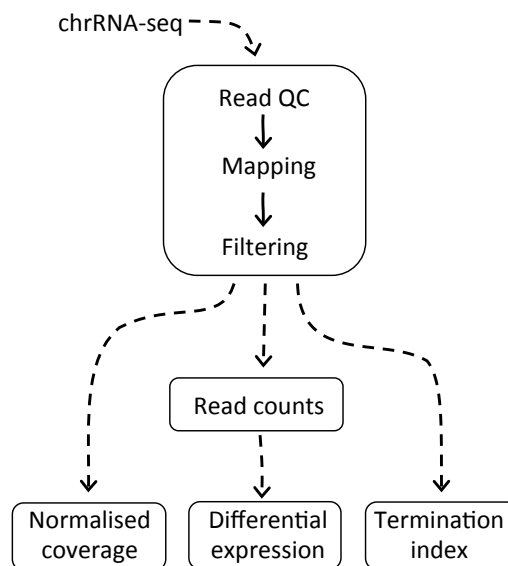 chrRNA-seq
Read QC
Mapping
Filtering
Read counts
Normalised
coverage
Differential
expression
Termination
index